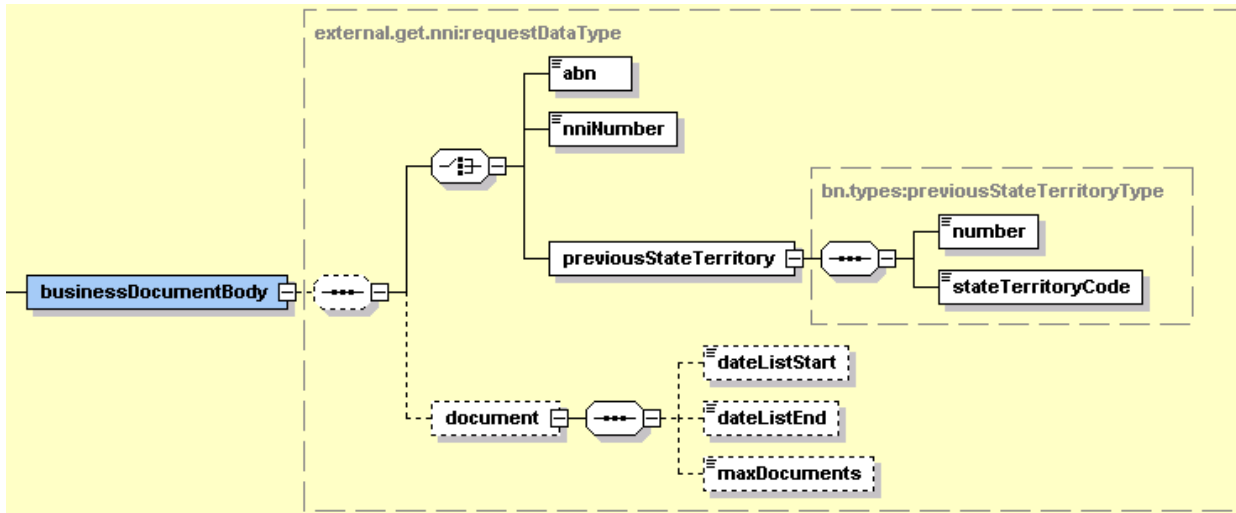 external.get.nni:requestDataType
abn
nniNumber
bn.types:previousStateTerritoryType
number
previousStateTerritory
stateTerritoryCode
businessDocumentBody
dateListStart
document
dateListEnd
maxDocuments